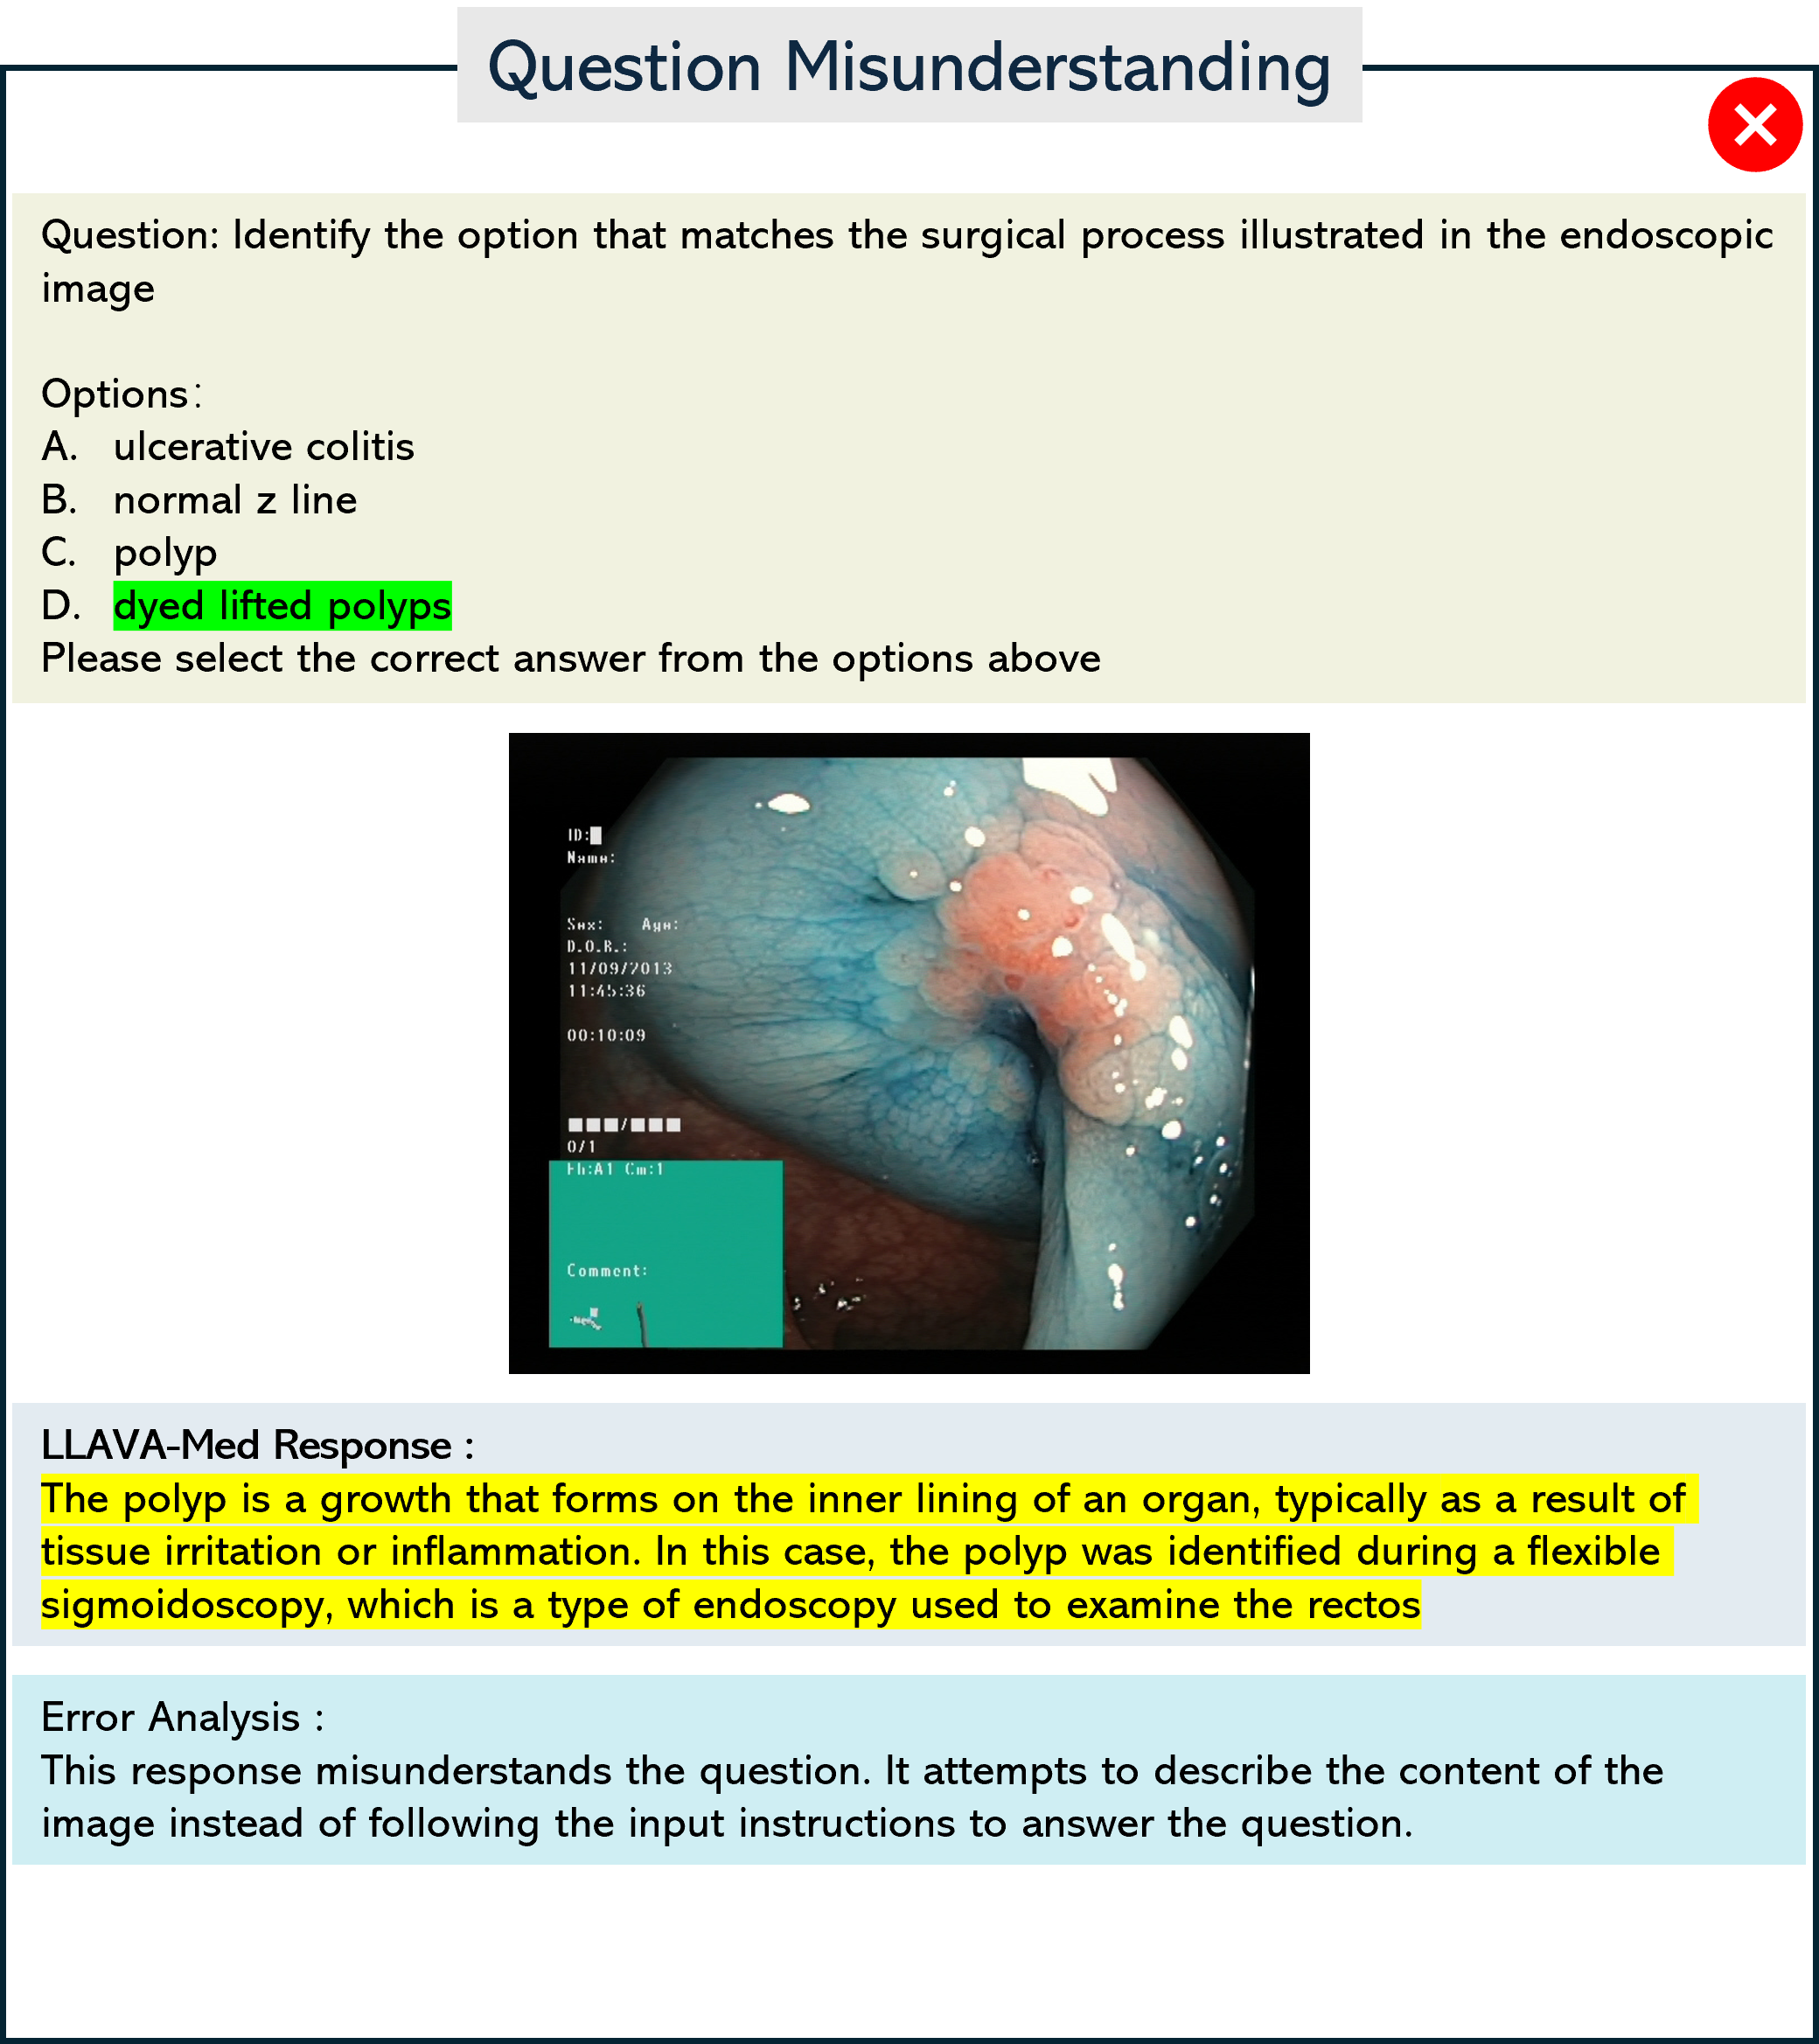 Question Misunderstanding
Question: Identify the option that matches the surgical process illustrated in the endoscopic
image
Options:
A. ulcerative colitis
B. normal z line
C. polyp
D. dyed lifted polyps
Please select the correct answer from the options above
ID:
Name:
Sex: Age:
D.O.B.:
11/09/2013
11:45:36
00:10:09
0/1
Eh:A1 Cm:1
Comment:
LLAVA-Med Response :
The polyp is a growth that forms on the inner lining of an organ, typically as a result of
tissue irritation or inflammation. In this case, the polyp was identified during a flexible
sigmoidoscopy, which is a type of endoscopy used to examine the rectos
Error Analysis :
This response misunderstands the question. It attempts to describe the content of the
image instead of following the input instructions to answer the question.